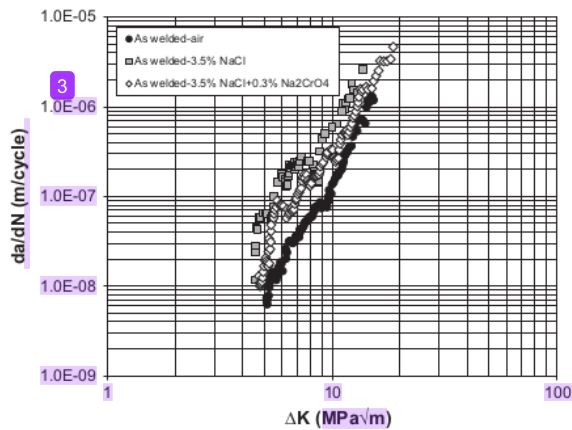 1.0E-05
As welded-air
As welded-3.5% NaCl
As welded-3.5% NaCl+0.3% Na2CrO4
3
1.0E-06
1.0E-07
1.0E-08
1.0E-09
da/dN (m/cycle)
1
10
100
ΔK (MPa√m)